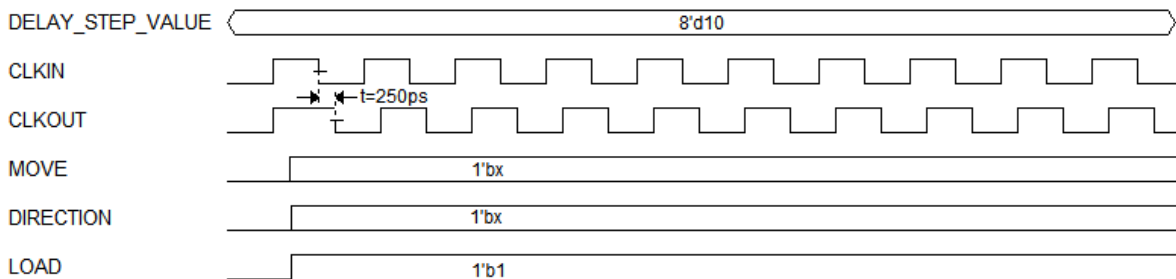 DELAY_STEP_VALUE 8'd10
CLKIN
t=250ps
CLKOUT
MOVE 1'bx
DIRECTION 1'bx
LOAD 1'b1